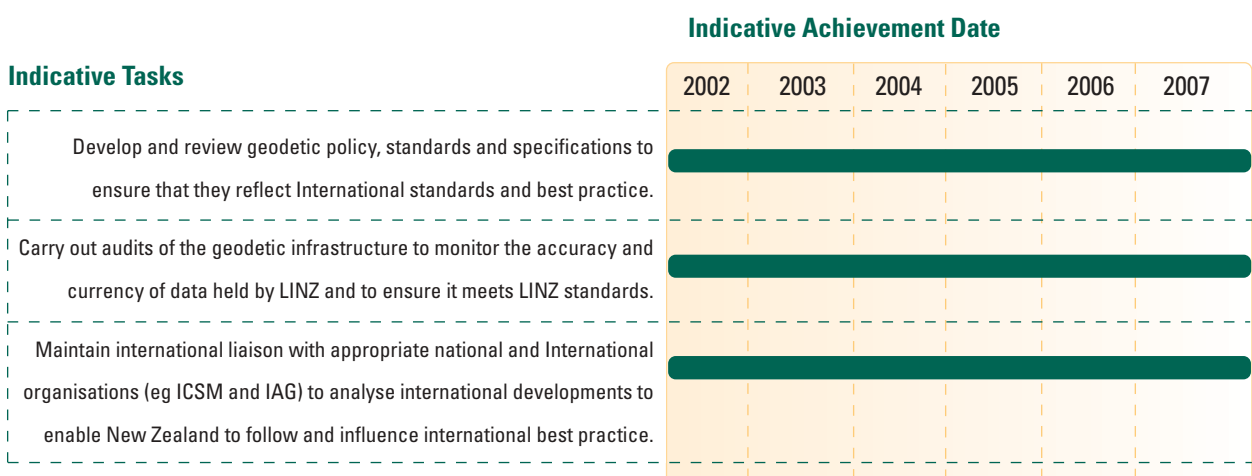 Indicative Achievement Date
Indicative Tasks
2002 2003 2004 2005 2006 2007
Develop and review geodetic policy, standards and specifications to
ensure that they reflect International standards and best practice.
Carry out audits of the geodetic infrastructure to monitor the accuracy and
currency of data held by LINZ and to ensure it meets LINZ standards.
Maintain international liaison with appropriate national and International
organisations (eg ICSM and IAG) to analyse international developments to
enable New Zealand to follow and influence international best practice.